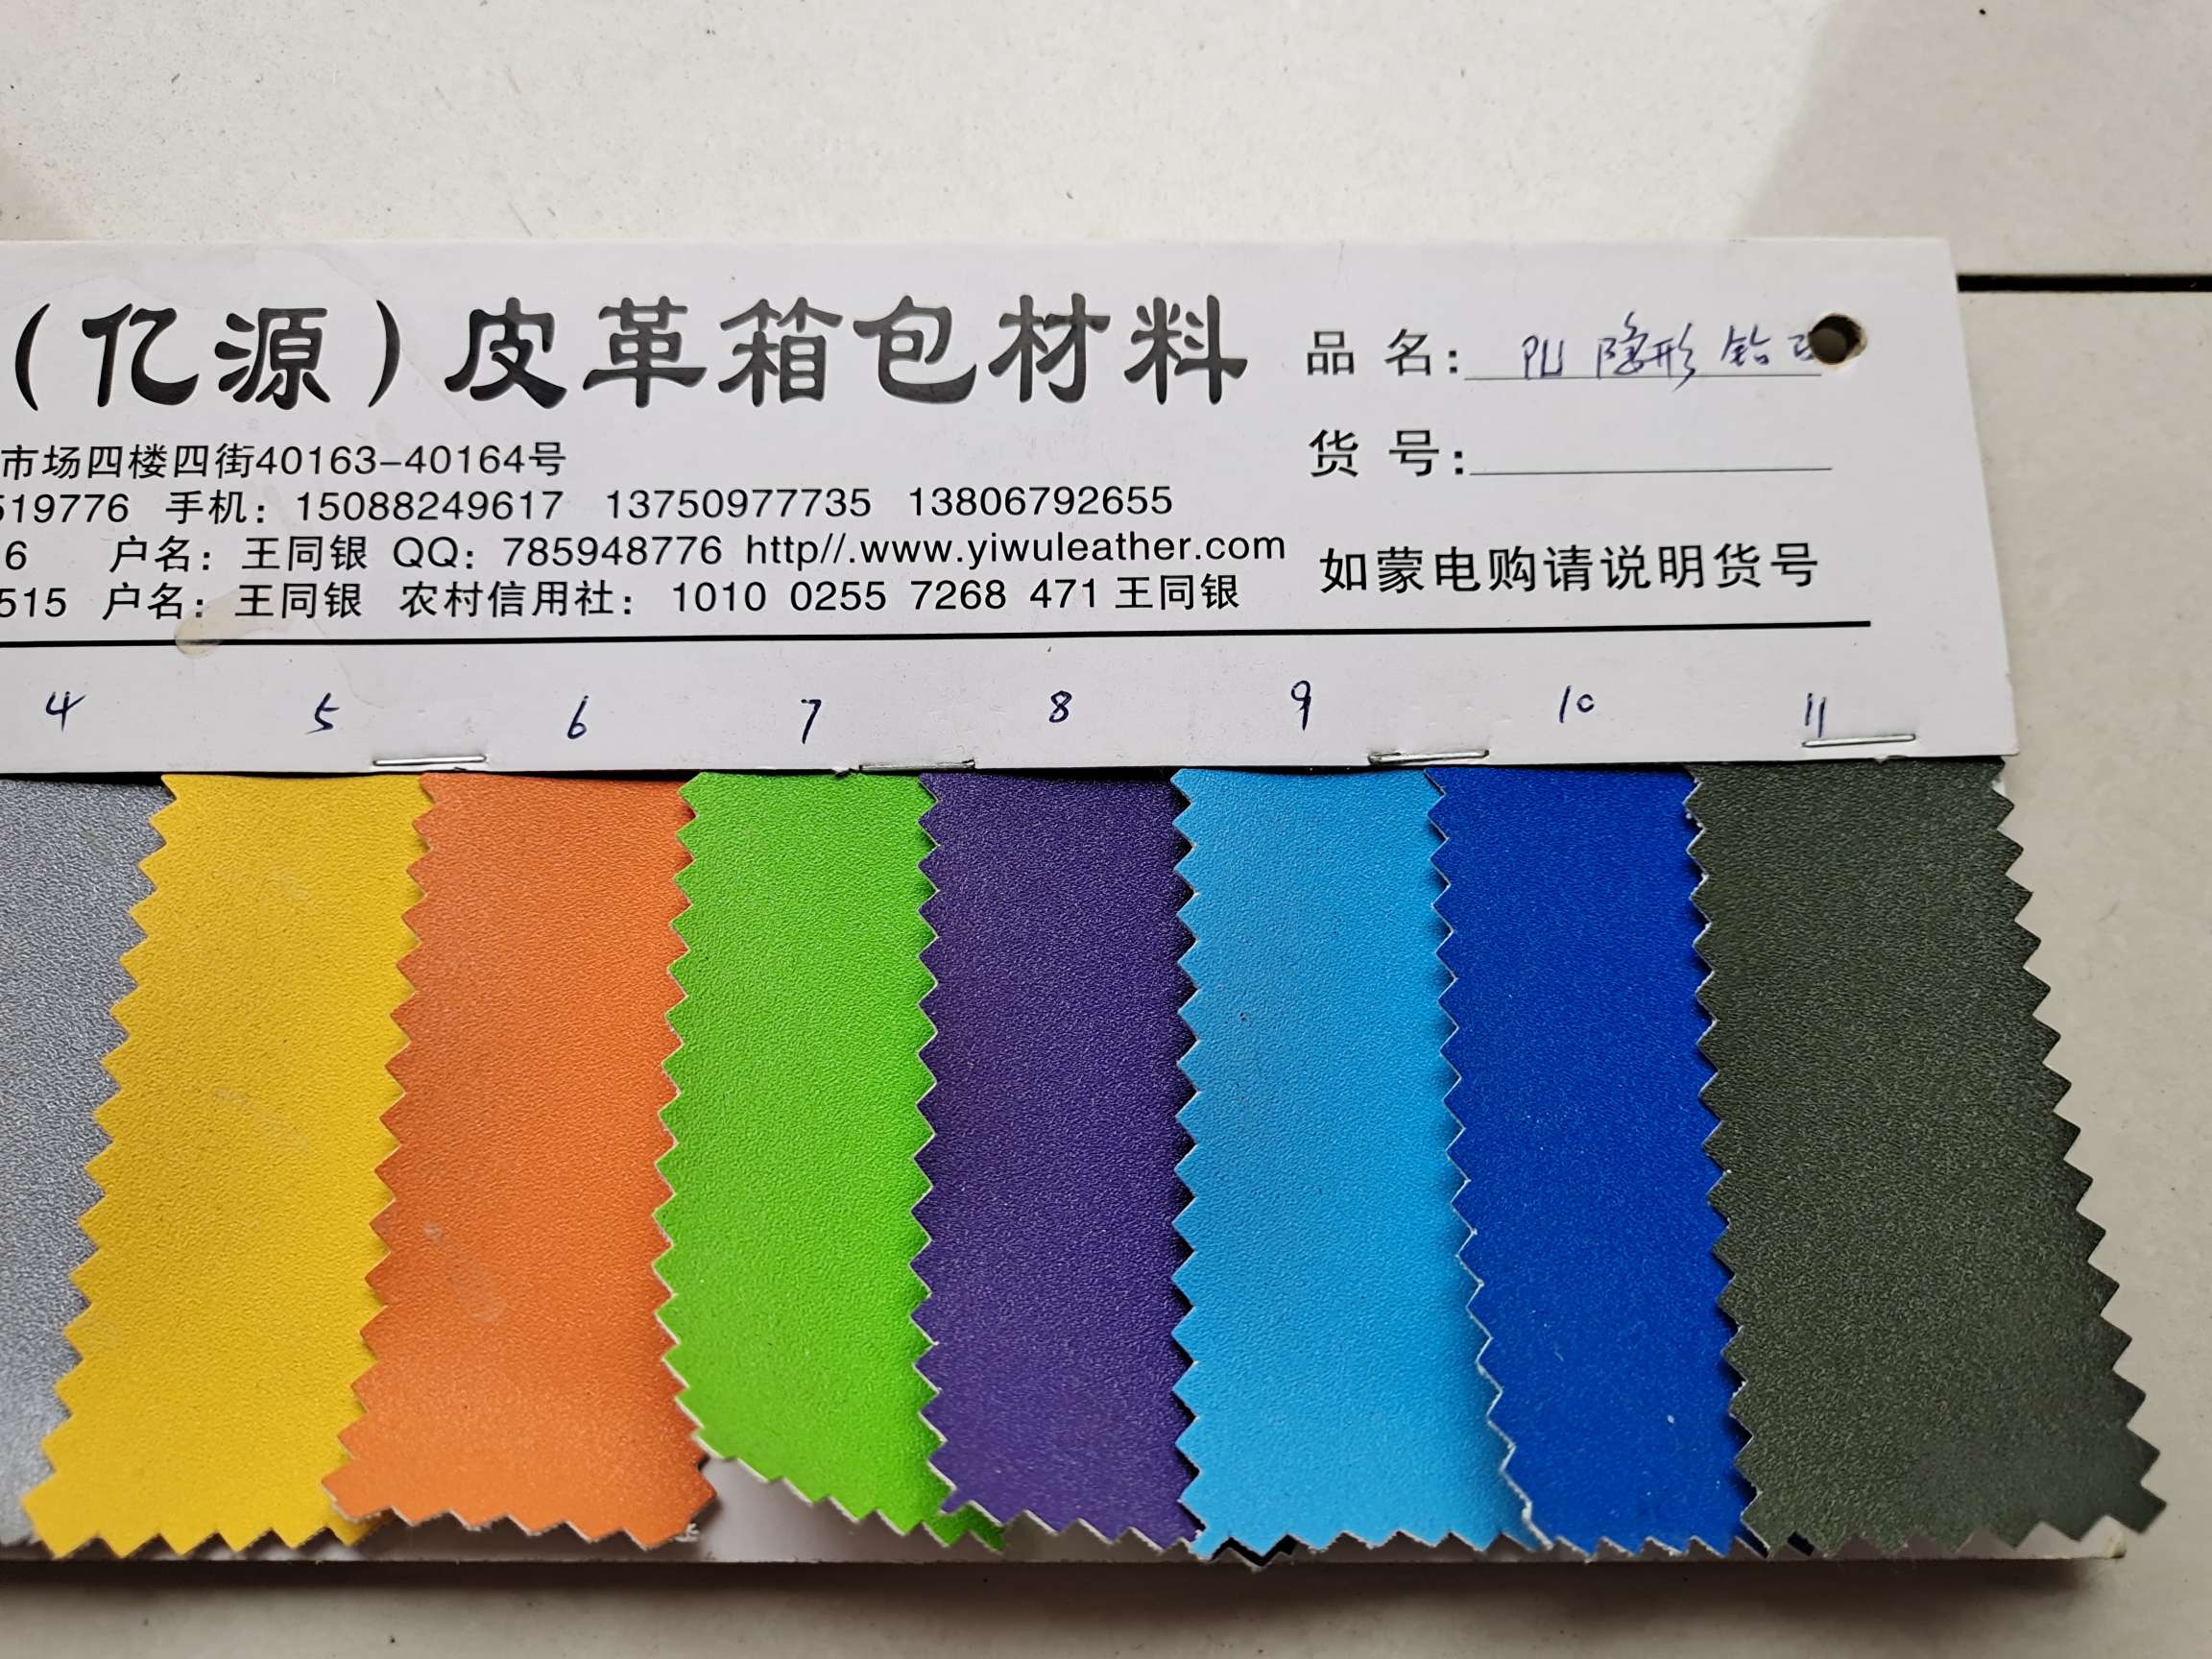 （亿源）皮革箱包材料
品 名： PU 隐形 钻
货 号：
市场四楼四街40163-40164号
519776 手机：15088249617 13750977735 13806792655
6 户名：王同银 QQ：785948776 http//.www.yiwuleather.com
515 户名：王同银 农村信用社：1010 0255 7268 471 王同银
如蒙电购请说明货号
4 5 6 7 8 9 10 11